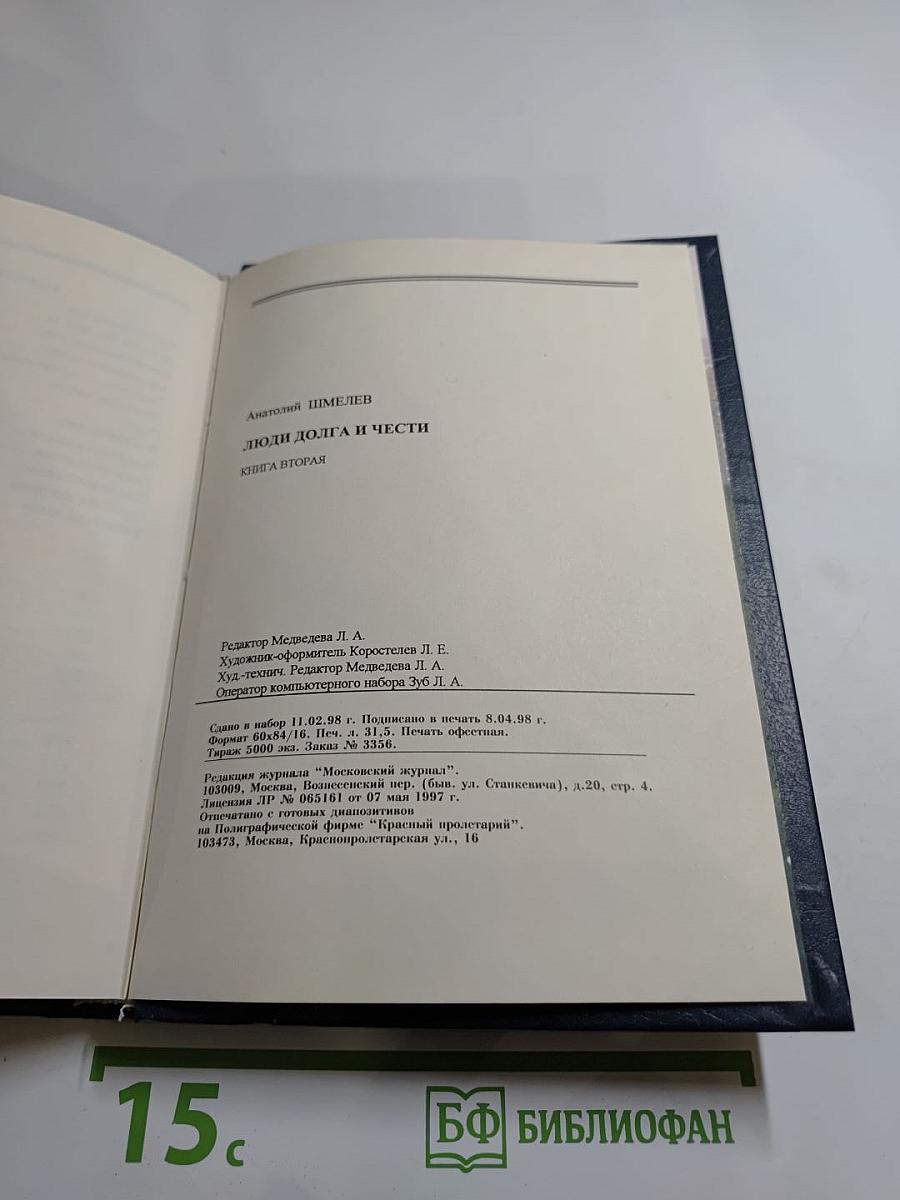 Анатолий ШМЕЛЕВ
ЛЮДИ ДОЛГА И ЧЕСТИ
КНИГА ВТОРАЯ
Редактор Медведева Л. А.
Художник-оформитель Коростелев Л. Е.
Худ.-технич. Редактор Медведева Л. А.
Оператор компьютерного набора Зуб Л. А.
Сдано в набор 11.02.98 г. Подписано в печать 8.04.98 г.
Формат 60х84/16. Печ. л. 31,5. Печать офестная.
Тираж 5000 экз. Заказ № 3356.
Редакция журнала "Московский журнал".
103009, Москва, Вознесенский пер. (быв. ул. Станкевича), д.20, стр. 4.
Лицензия ЛР № 065161 от 07 мая 1997 г.
Отпечатано с готовых диапозитивов
на Полиграфической фирме "Красный пролетарий".
103473, Москва, Краснопролетарская ул., 16
15 с
БФ БИБЛИОФАН